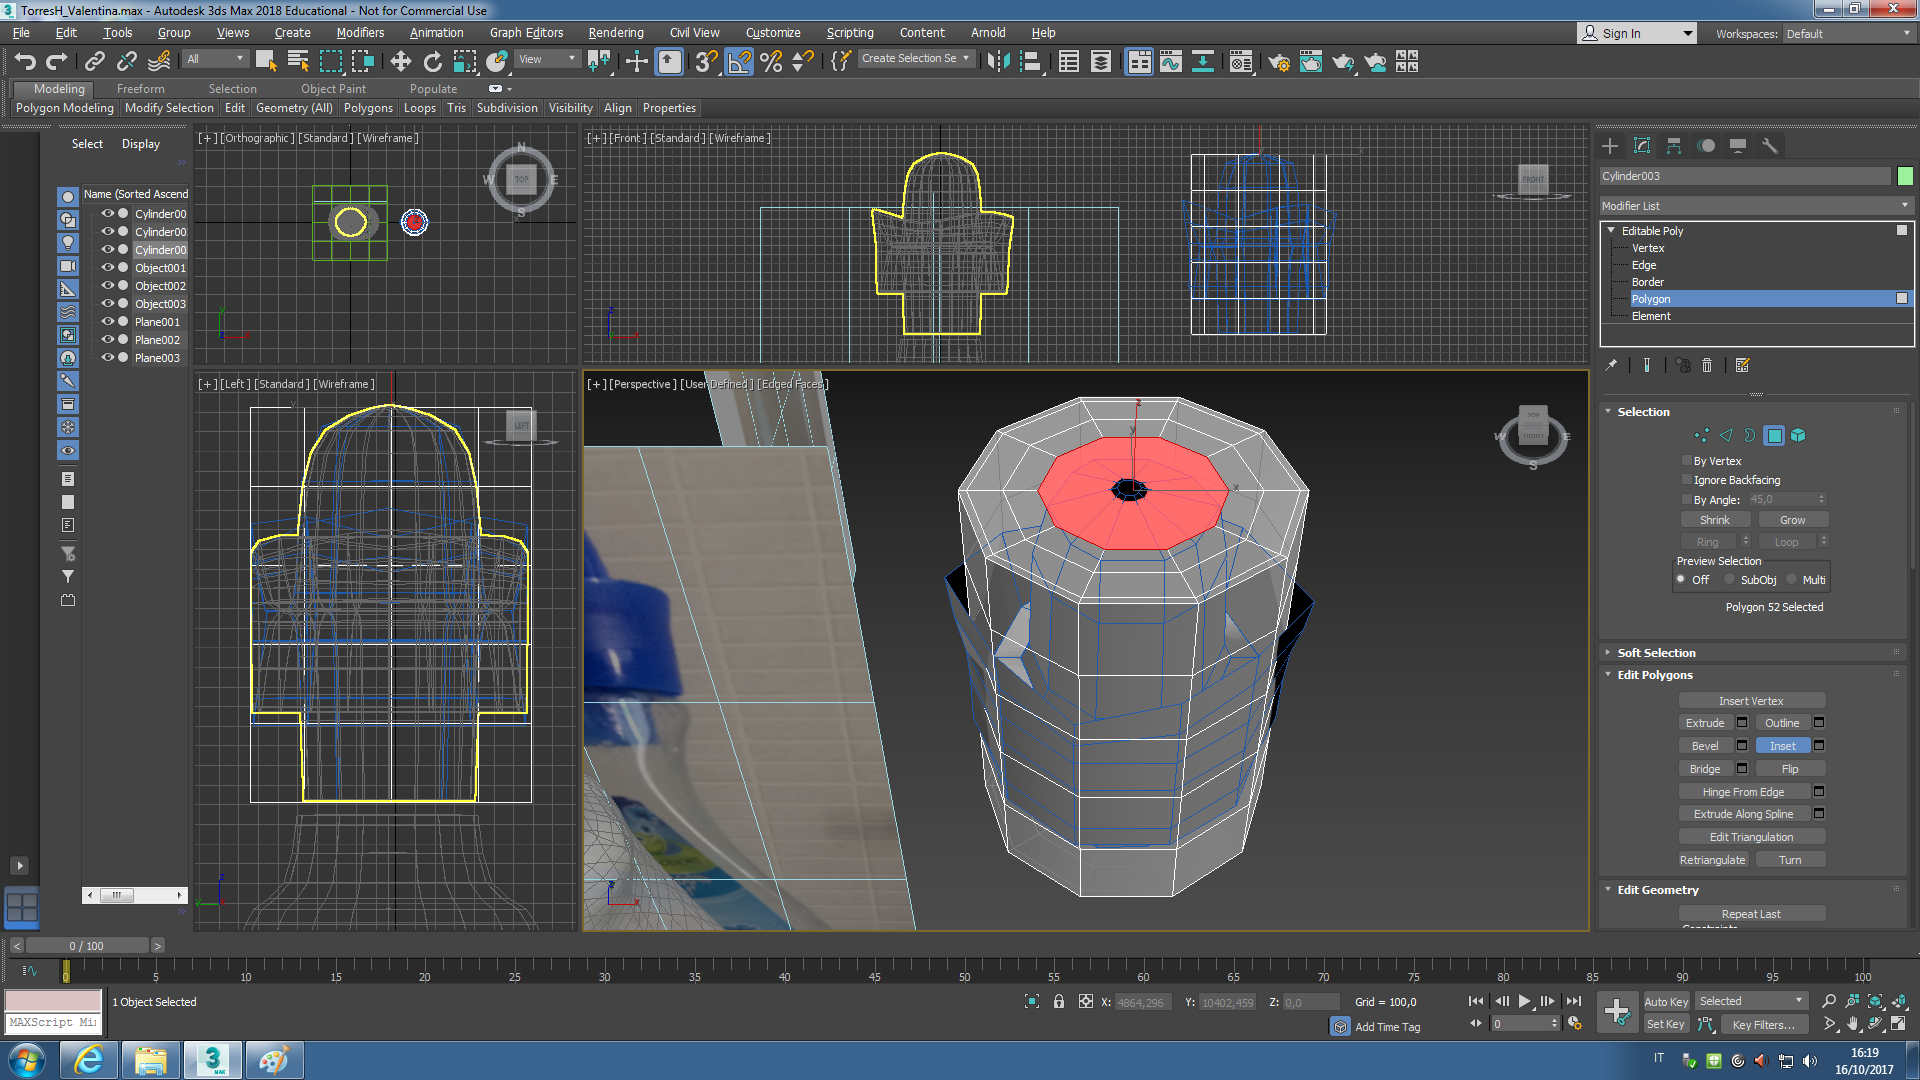 TorresH_Valentina.max - Autodesk 3ds Max 2018 Educational - Not for Commercial Use
File Edit Tools Group Views Create Modifiers Animation Graph Editors Rendering Civil View Customize Scripting Content Arnold Help Sign In Workspaces: Default
All View Create Selection Se
Modeling Freeform Selection Object Paint Populate
Polygon Modeling Modify Selection Edit Geometry (All) Polygons Loops Tris Subdivision Visibility Align Properties
Select Display
Name (Sorted Ascend
Cylinder00
Cylinder00
Cylinder00
Object001
Object002
Object003
Plane001
Plane002
Plane003
[+] [Orthographic] [Standard] [Wireframe]
N
W TOP E
S
[+] [Front] [Standard] [Wireframe]
FRONT
[+] [Left] [Standard] [Wireframe]
LEFT
[+] [Perspective] [User Defined] [Edged Faces]
TOP
W FRONT E
S
Cylinder003
Modifier List
Editable Poly
Vertex
Edge
Border
Polygon
Element
Selection
By Vertex
Ignore Backfacing
By Angle: 45,0
Shrink Grow
Ring Loop
Preview Selection
Off SubObj Multi
Polygon 52 Selected
Soft Selection
Edit Polygons
Insert Vertex
Extrude Outline
Bevel Inset
Bridge Flip
Hinge From Edge
Extrude Along Spline
Edit Triangulation
Retriangulate Turn
Edit Geometry
Repeat Last
Constraints
< 0 / 100 >
0 5 10 15 20 25 30 35 40 45 50 55 60 65 70 75 80 85 90 95 100
1 Object Selected
X: 4864,296 Y: 10402,459 Z: 0,0 Grid = 100,0
Auto Key Selected
MAXScript Mi
Add Time Tag
0
Set Key Key Filters...
IT
16:19
16/10/2017